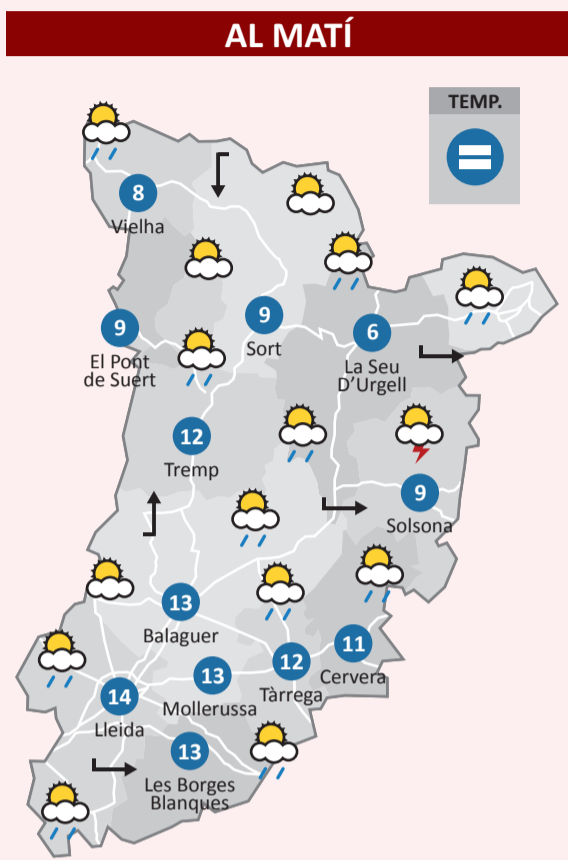 AL MATÍ
TEMP.
8
Vielha
9
El Pont
de Suert
9
Sort
6
La Seu
D'Urgell
12
Tremp
9
Solsona
13
Balaguer
11
Cervera
12
Tàrrega
13
Mollerussa
14
Lleida
13
Les Borges
Blanques